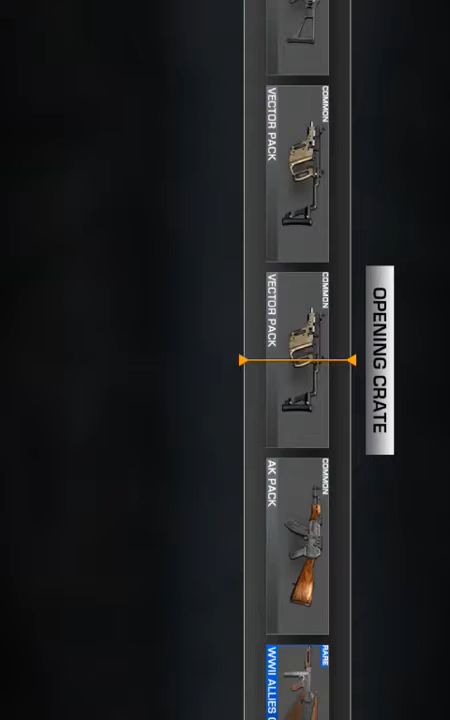 OPENING CRATE
COMMON
VECTOR PACK
COMMON
VECTOR PACK
COMMON
AK PACK
RARE
WWII ALLIES